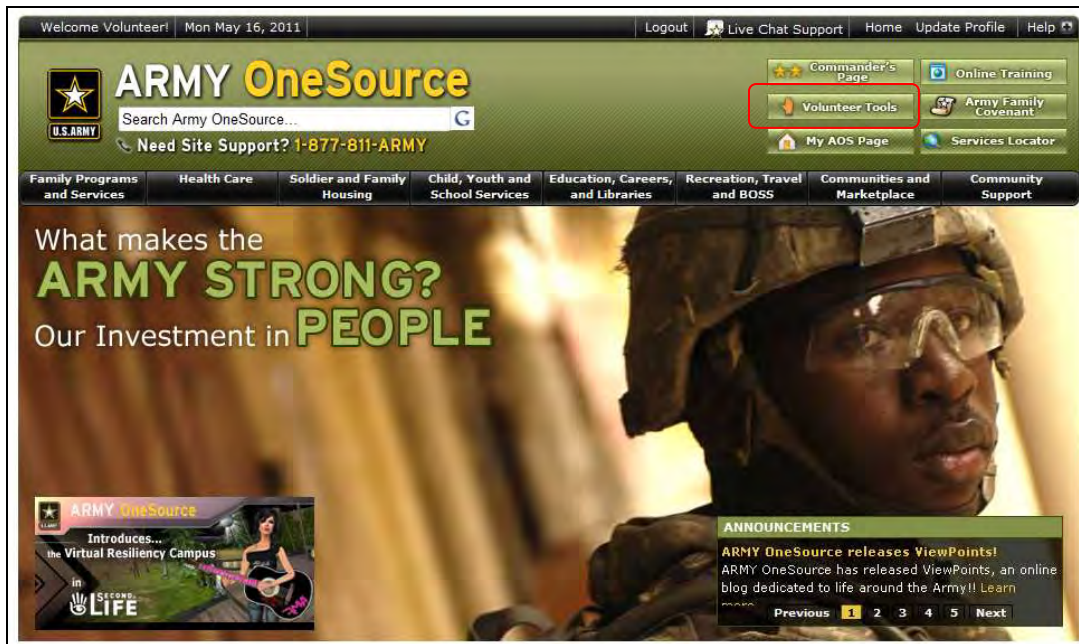 Welcome Volunteer! Mon May 16, 2011 Logout Live Chat Support Home Update Profile Help
U.S.ARMY
ARMY OneSource
Search Army OneSource... G
Need Site Support? 1-877-811-ARMY
Commander's
Page
Online Training
Volunteer Tools
Army Family
Covenant
My AOS Page
Services Locator
Family Programs
and Services
Health Care
Soldier and Family
Housing
Child, Youth and
School Services
Education, Careers,
and Libraries
Recreation, Travel
and BOSS
Communities and
Marketplace
Community
Support
What makes the
ARMY STRONG?
Our Investment in PEOPLE
ARMY OneSource
Introduces...
the Virtual Resiliency Campus
in
SECOND
LIFE
ANNOUNCEMENTS
ARMY OneSource releases ViewPoints!
ARMY OneSource has released ViewPoints, an online
blog dedicated to life around the Army!! Learn
more
Previous 1 2 3 4 5 Next